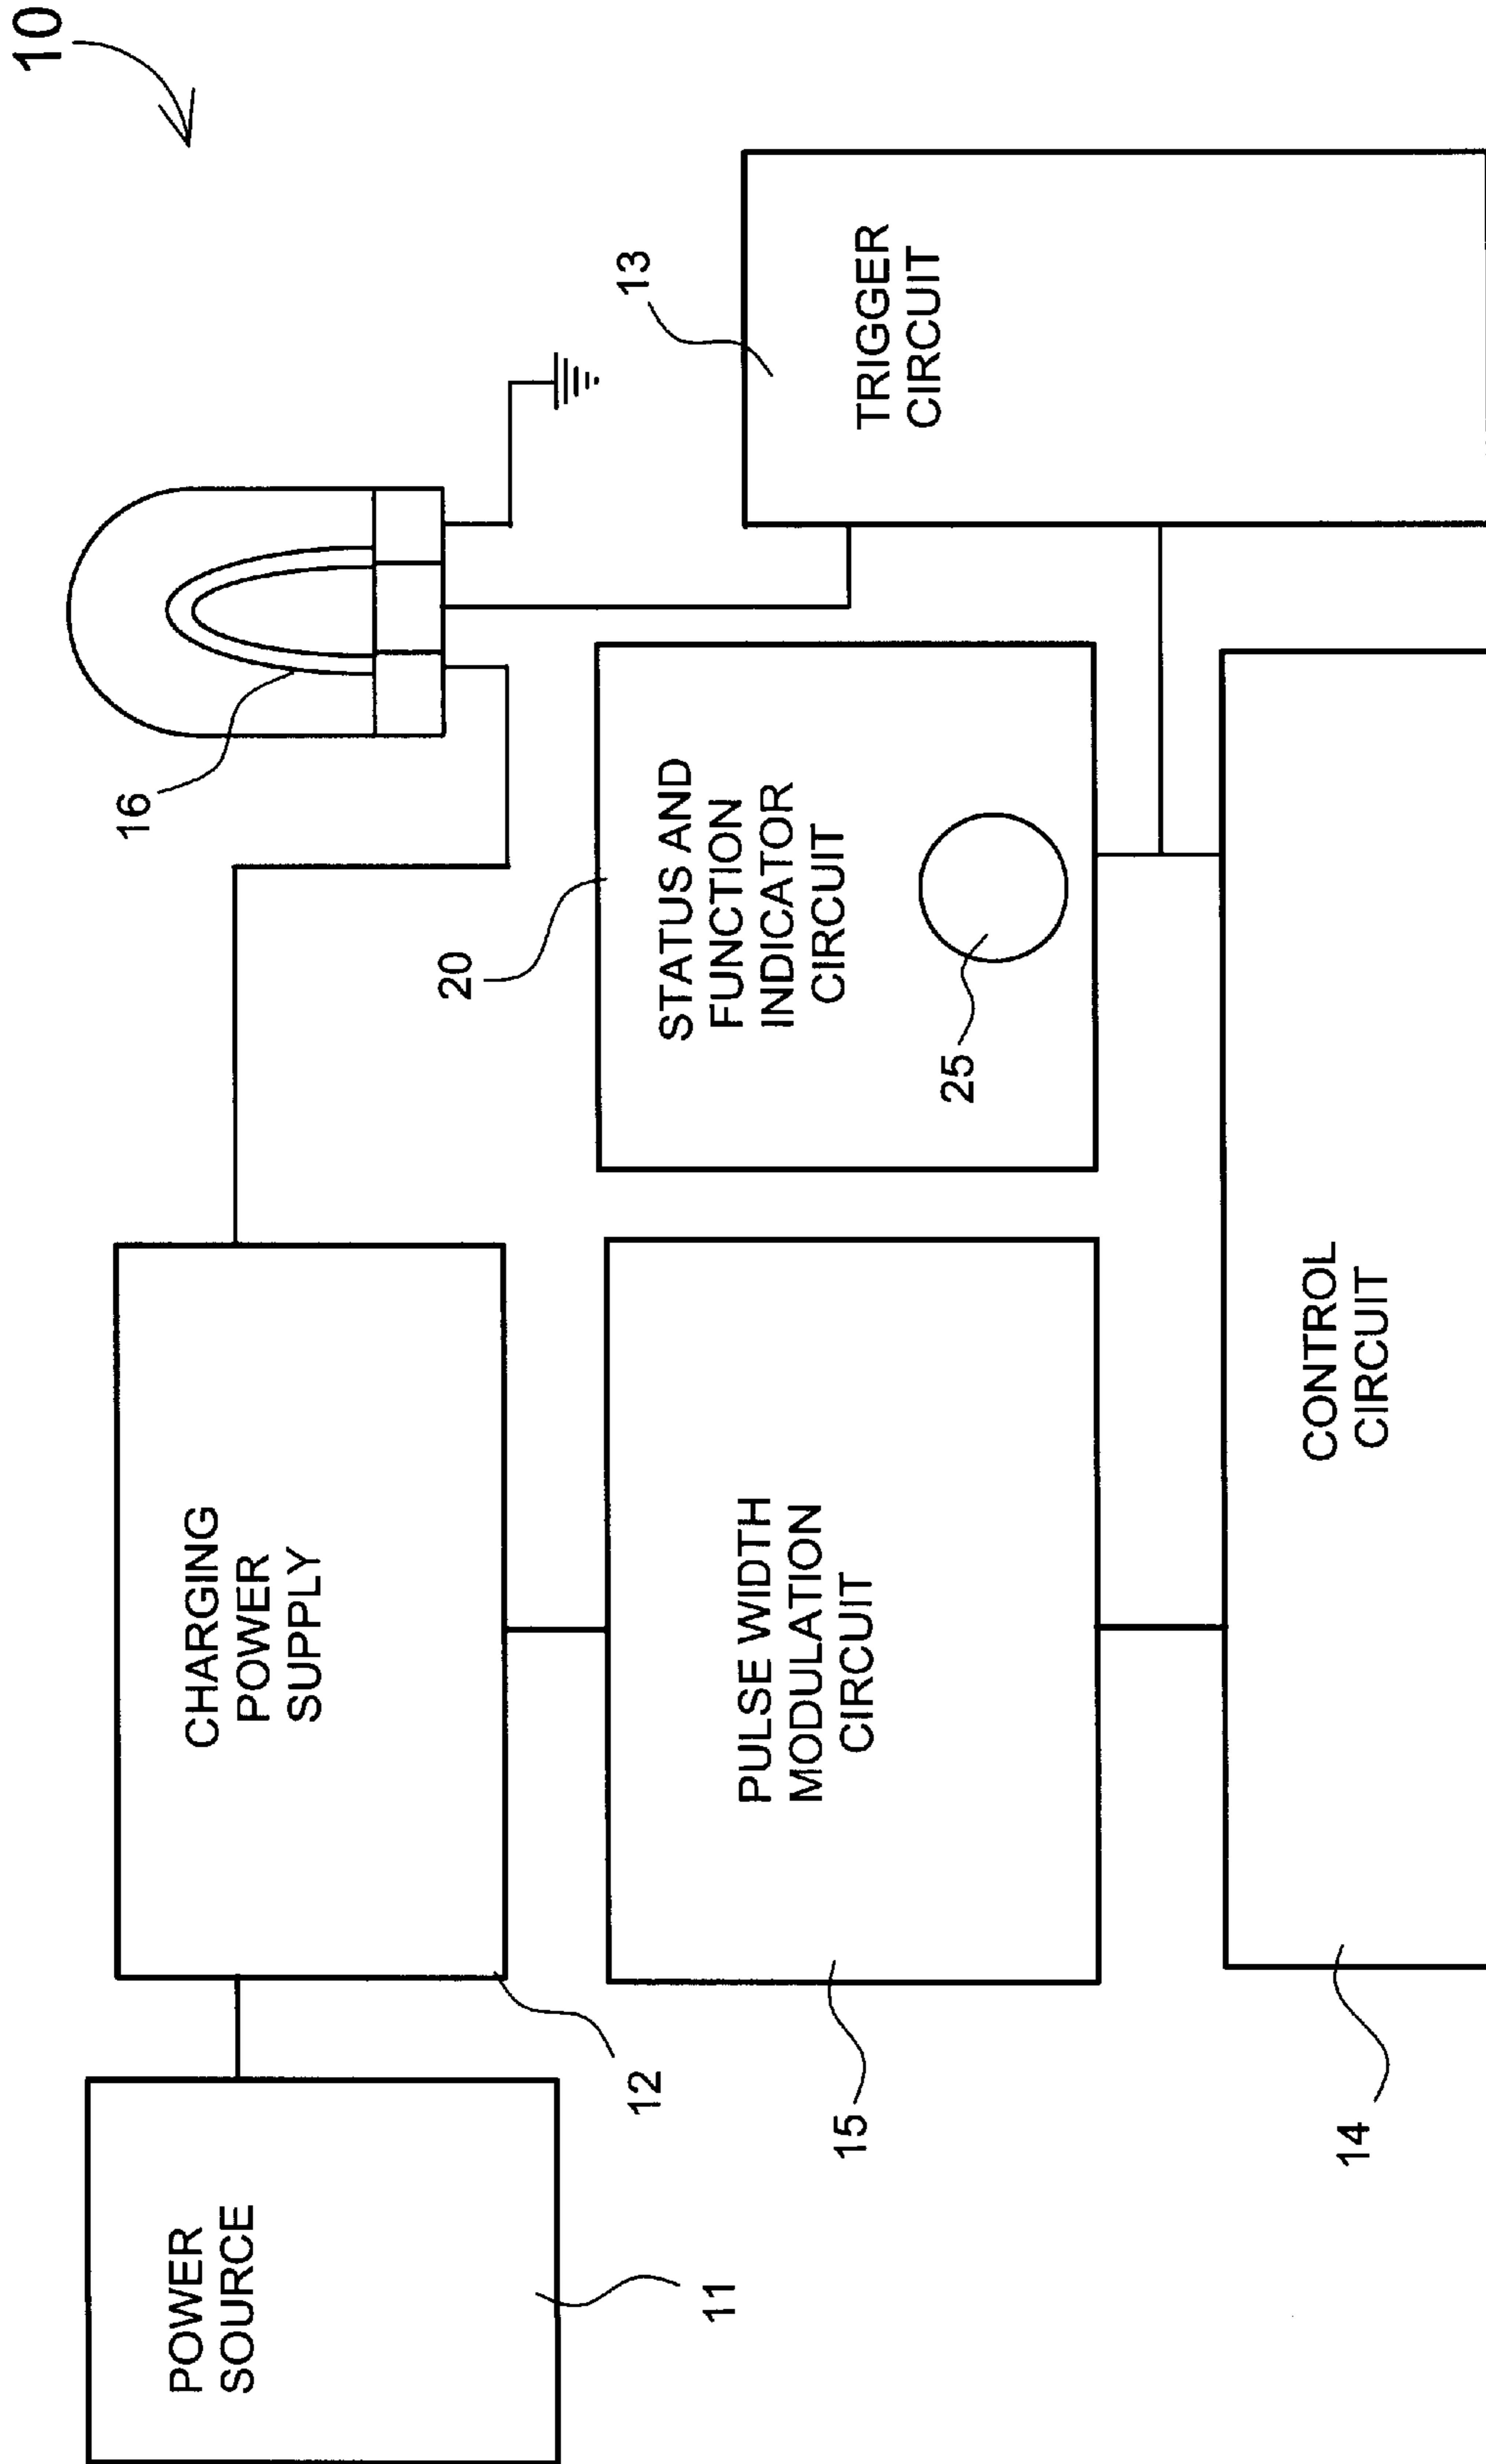 10
POWER
SOURCE
11
CHARGING
POWER
SUPPLY
12
16
PULSE WIDTH
MODULATION
CIRCUIT
15
20
STATUS AND
FUNCTION
INDICATOR
CIRCUIT
25
13
TRIGGER
CIRCUIT
CONTROL
CIRCUIT
14